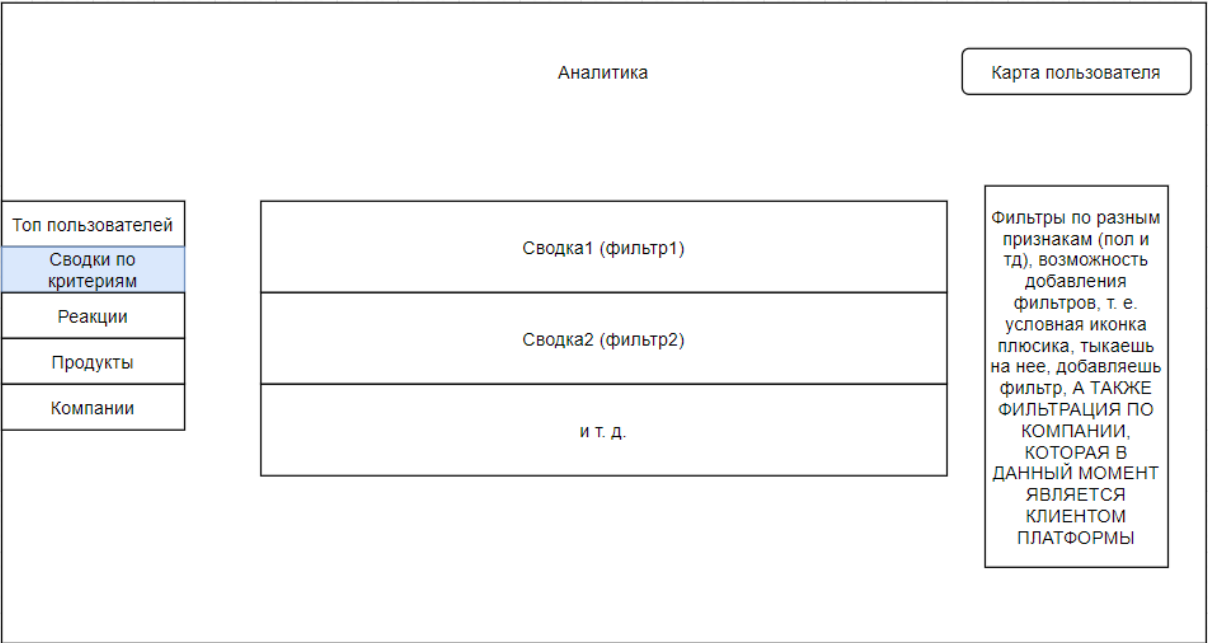 Аналитика
Карта пользователя
Топ пользователей
Сводки по
критериям
Реакции
Продукты
Компании
Сводка1 (фильтр1)
Сводка2 (фильтр2)
и т. д.
Фильтры по разным
признакам (пол и
тд), возможность
добавления
фильтров, т. е.
условная иконка
плюсика, тыкаешь
на нее, добавляешь
фильтр, А ТАКЖЕ
ФИЛЬТРАЦИЯ ПО
КОМПАНИИ,
КОТОРАЯ В
ДАННЫЙ МОМЕНТ
ЯВЛЯЕТСЯ
КЛИЕНТОМ
ПЛАТФОРМЫ